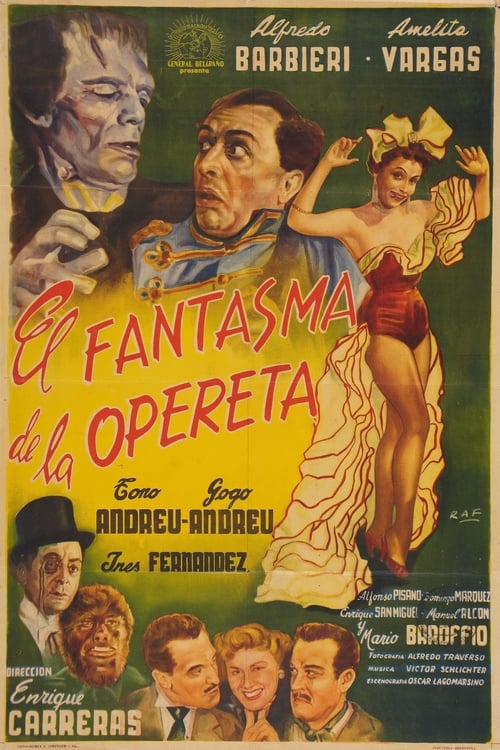 GENERAL BELGRANO
presenta
Alfredo Amelita
BARBIERI · VARGAS
El FANTASMA
de la OPERETA
Tono Gogo
ANDREU-ANDREU
Tres FERNANDEZ.
RAF
Alfonso PISANO-Domingo MARQUEZ
Enrique SAN MIGUEL-Manuel ALCON
Y Mario BAROFFIO
FOTOGRAFIA ALFREDO TRAVERSO
MUSICA VICTOR SCHLICHTER
ESCENOGRAFIA OSCAR LAGOMARSINO
DIRECCION
Enrique
CARRERAS